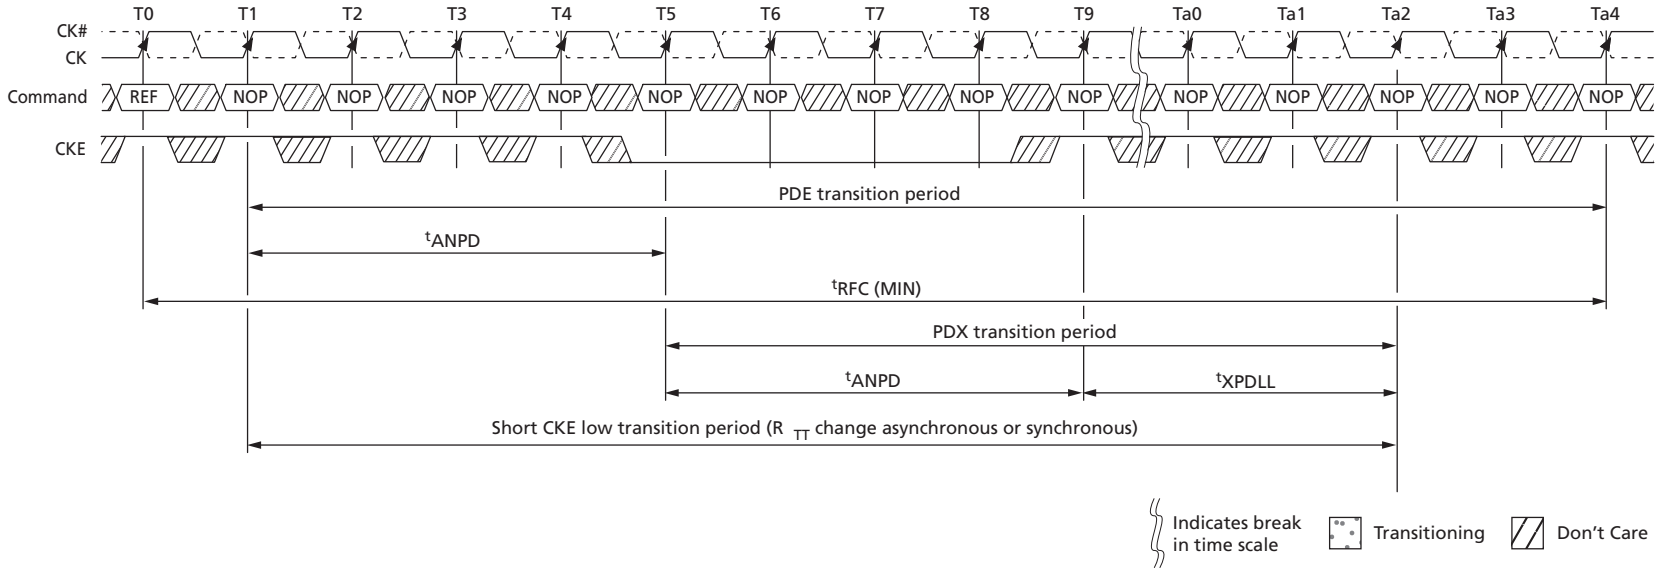 T0 T1 T2 T3 T4 T5 T6 T7 T8 T9 Ta0 Ta1 Ta2 Ta3 Ta4
CK#
CK
Command REF NOP NOP NOP NOP NOP NOP NOP NOP NOP NOP NOP NOP NOP NOP
CKE
PDE transition period
tANPD
tRFC (MIN)
PDX transition period
tANPD tXPDLL
Short CKE low transition period (R TT change asynchronous or synchronous)
Indicates break
in time scale
Transitioning
Don't Care